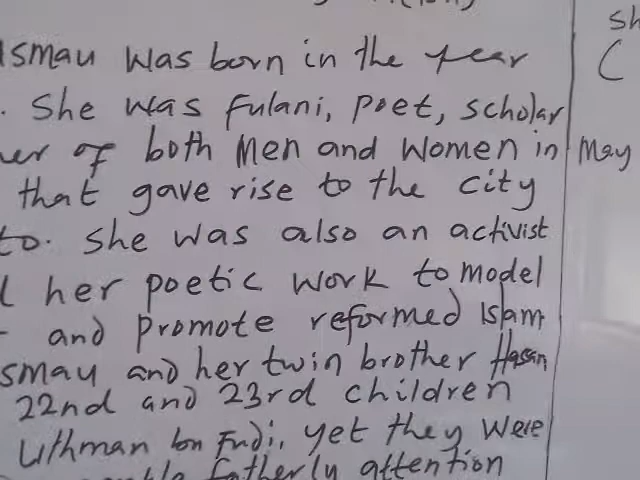 sh
smau was born in the year (
. She was Fulani, poet, scholar
er of both Men and Women in May
that gave rise to the city
to. She was also an activist
l her poetic work to model
and promote reformed Islam
smau and her twin brother Hasan
22nd and 23rd children
Uthman bn Fudi, yet they were
fatherly attention